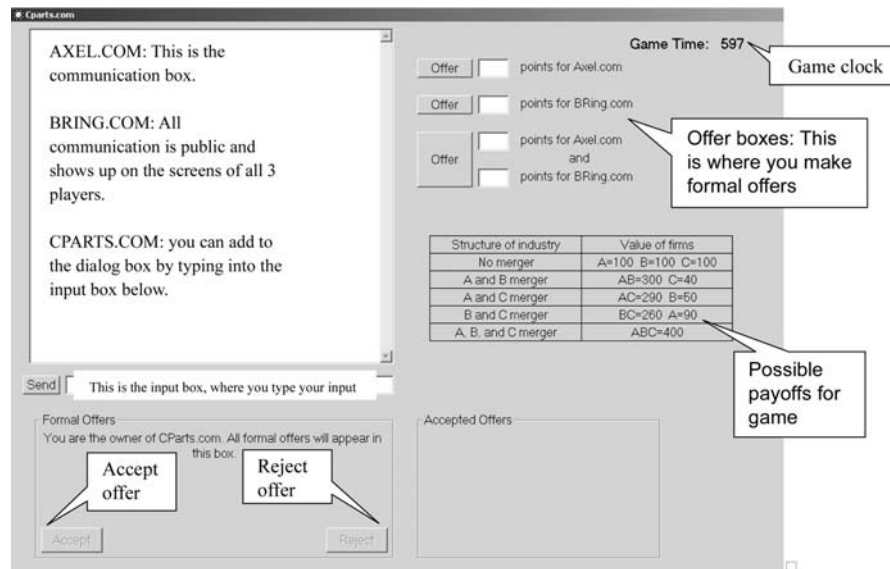 Cparts.com
AXEL.COM: This is the
communication box.
BRING.COM: All
communication is public and
shows up on the screens of all 3
players.
CPARTS.COM: you can add to
the dialog box by typing into the
input box below.
Send
This is the input box, where you type your input
Game Time: 597
Game clock
Offer points for Axel.com
Offer points for BRing.com
Offer
points for Axel.com
and
points for BRing.com
Offer boxes: This
is where you make
formal offers
Structure of industry Value of firms
No merger A=100 B=100 C=100
A and B merger AB=300 C=40
A and C merger AC=290 B=50
B and C merger BC=260 A=90
A, B, and C merger ABC=400
Possible
payoffs for
game
Formal Offers
You are the owner of CParts.com. All formal offers will appear in
this box.
Accept
offer
Reject
offer
Accept
Reject
Accepted Offers